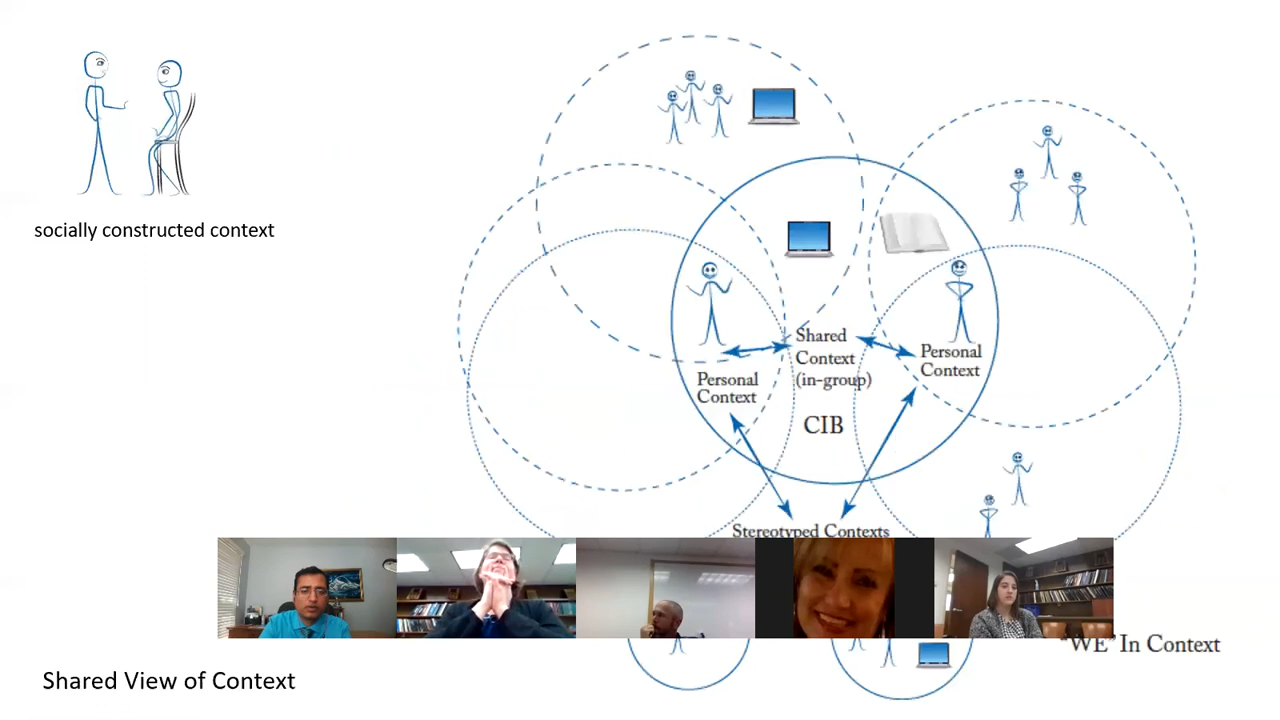 socially constructed context
Shared
Context
(in-group)
Personal
Context
Personal
Context
CIB
Stereotyped Contexts
"WE" In Context
Shared View of Context